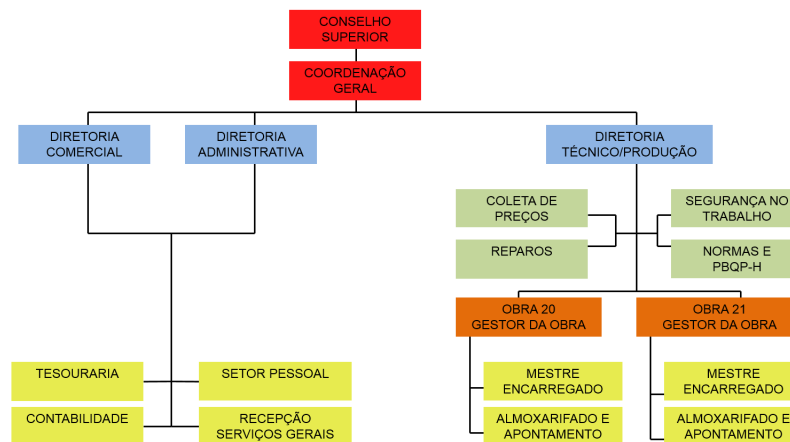 CONSELHO
SUPERIOR
COORDENAÇÃO
GERAL
DIRETORIA
COMERCIAL
DIRETORIA
ADMINISTRATIVA
DIRETORIA
TÉCNICO/PRODUÇÃO
COLETA DE
PREÇOS
SEGURANÇA NO
TRABALHO
REPAROS
NORMAS E
PBQP-H
OBRA 20
GESTOR DA OBRA
OBRA 21
GESTOR DA OBRA
TESOURARIA
SETOR PESSOAL
CONTABILIDADE
RECEPÇÃO
SERVIÇOS GERAIS
MESTRE
ENCARREGADO
ALMOXARIFADO E
APONTAMENTO
MESTRE
ENCARREGADO
ALMOXARIFADO E
APONTAMENTO